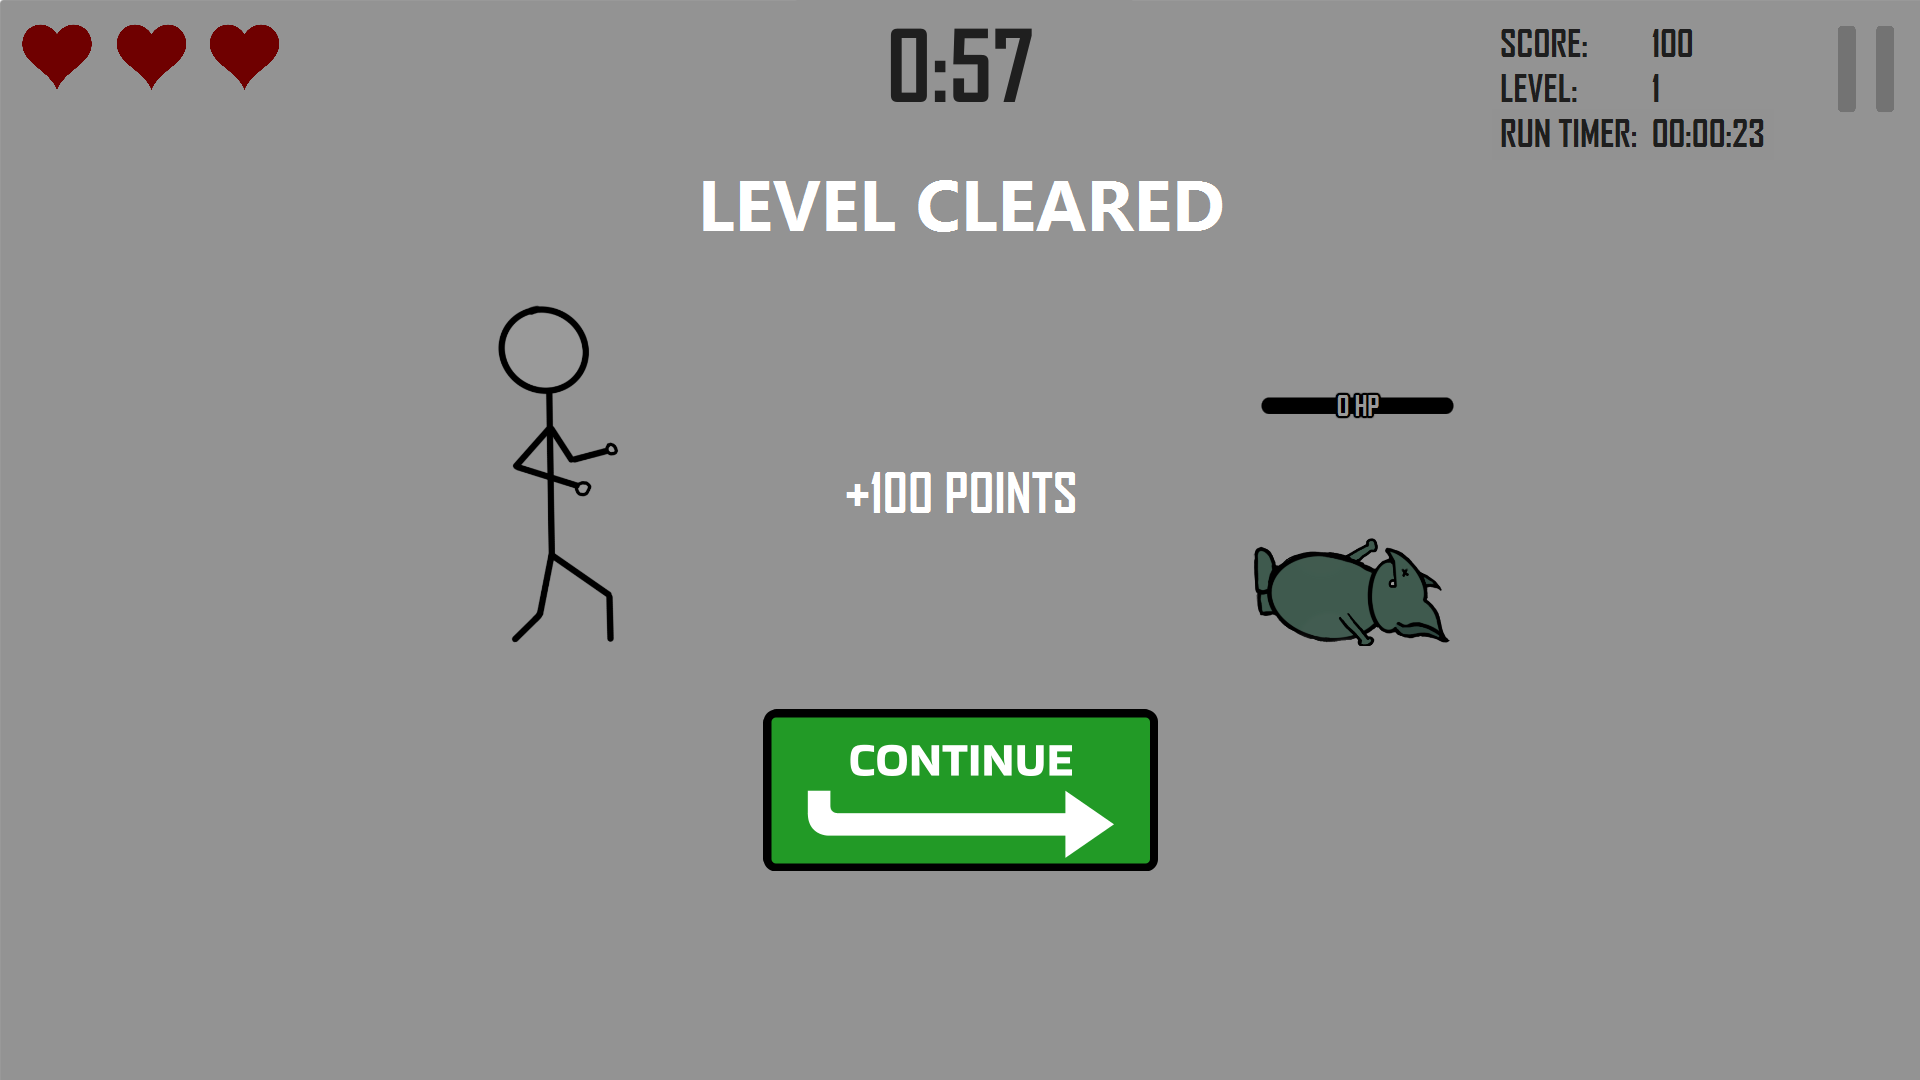 0:57
SCORE: 100
LEVEL: 1
RUN TIMER: 00:00:23
LEVEL CLEARED
0 HP
+100 POINTS
CONTINUE